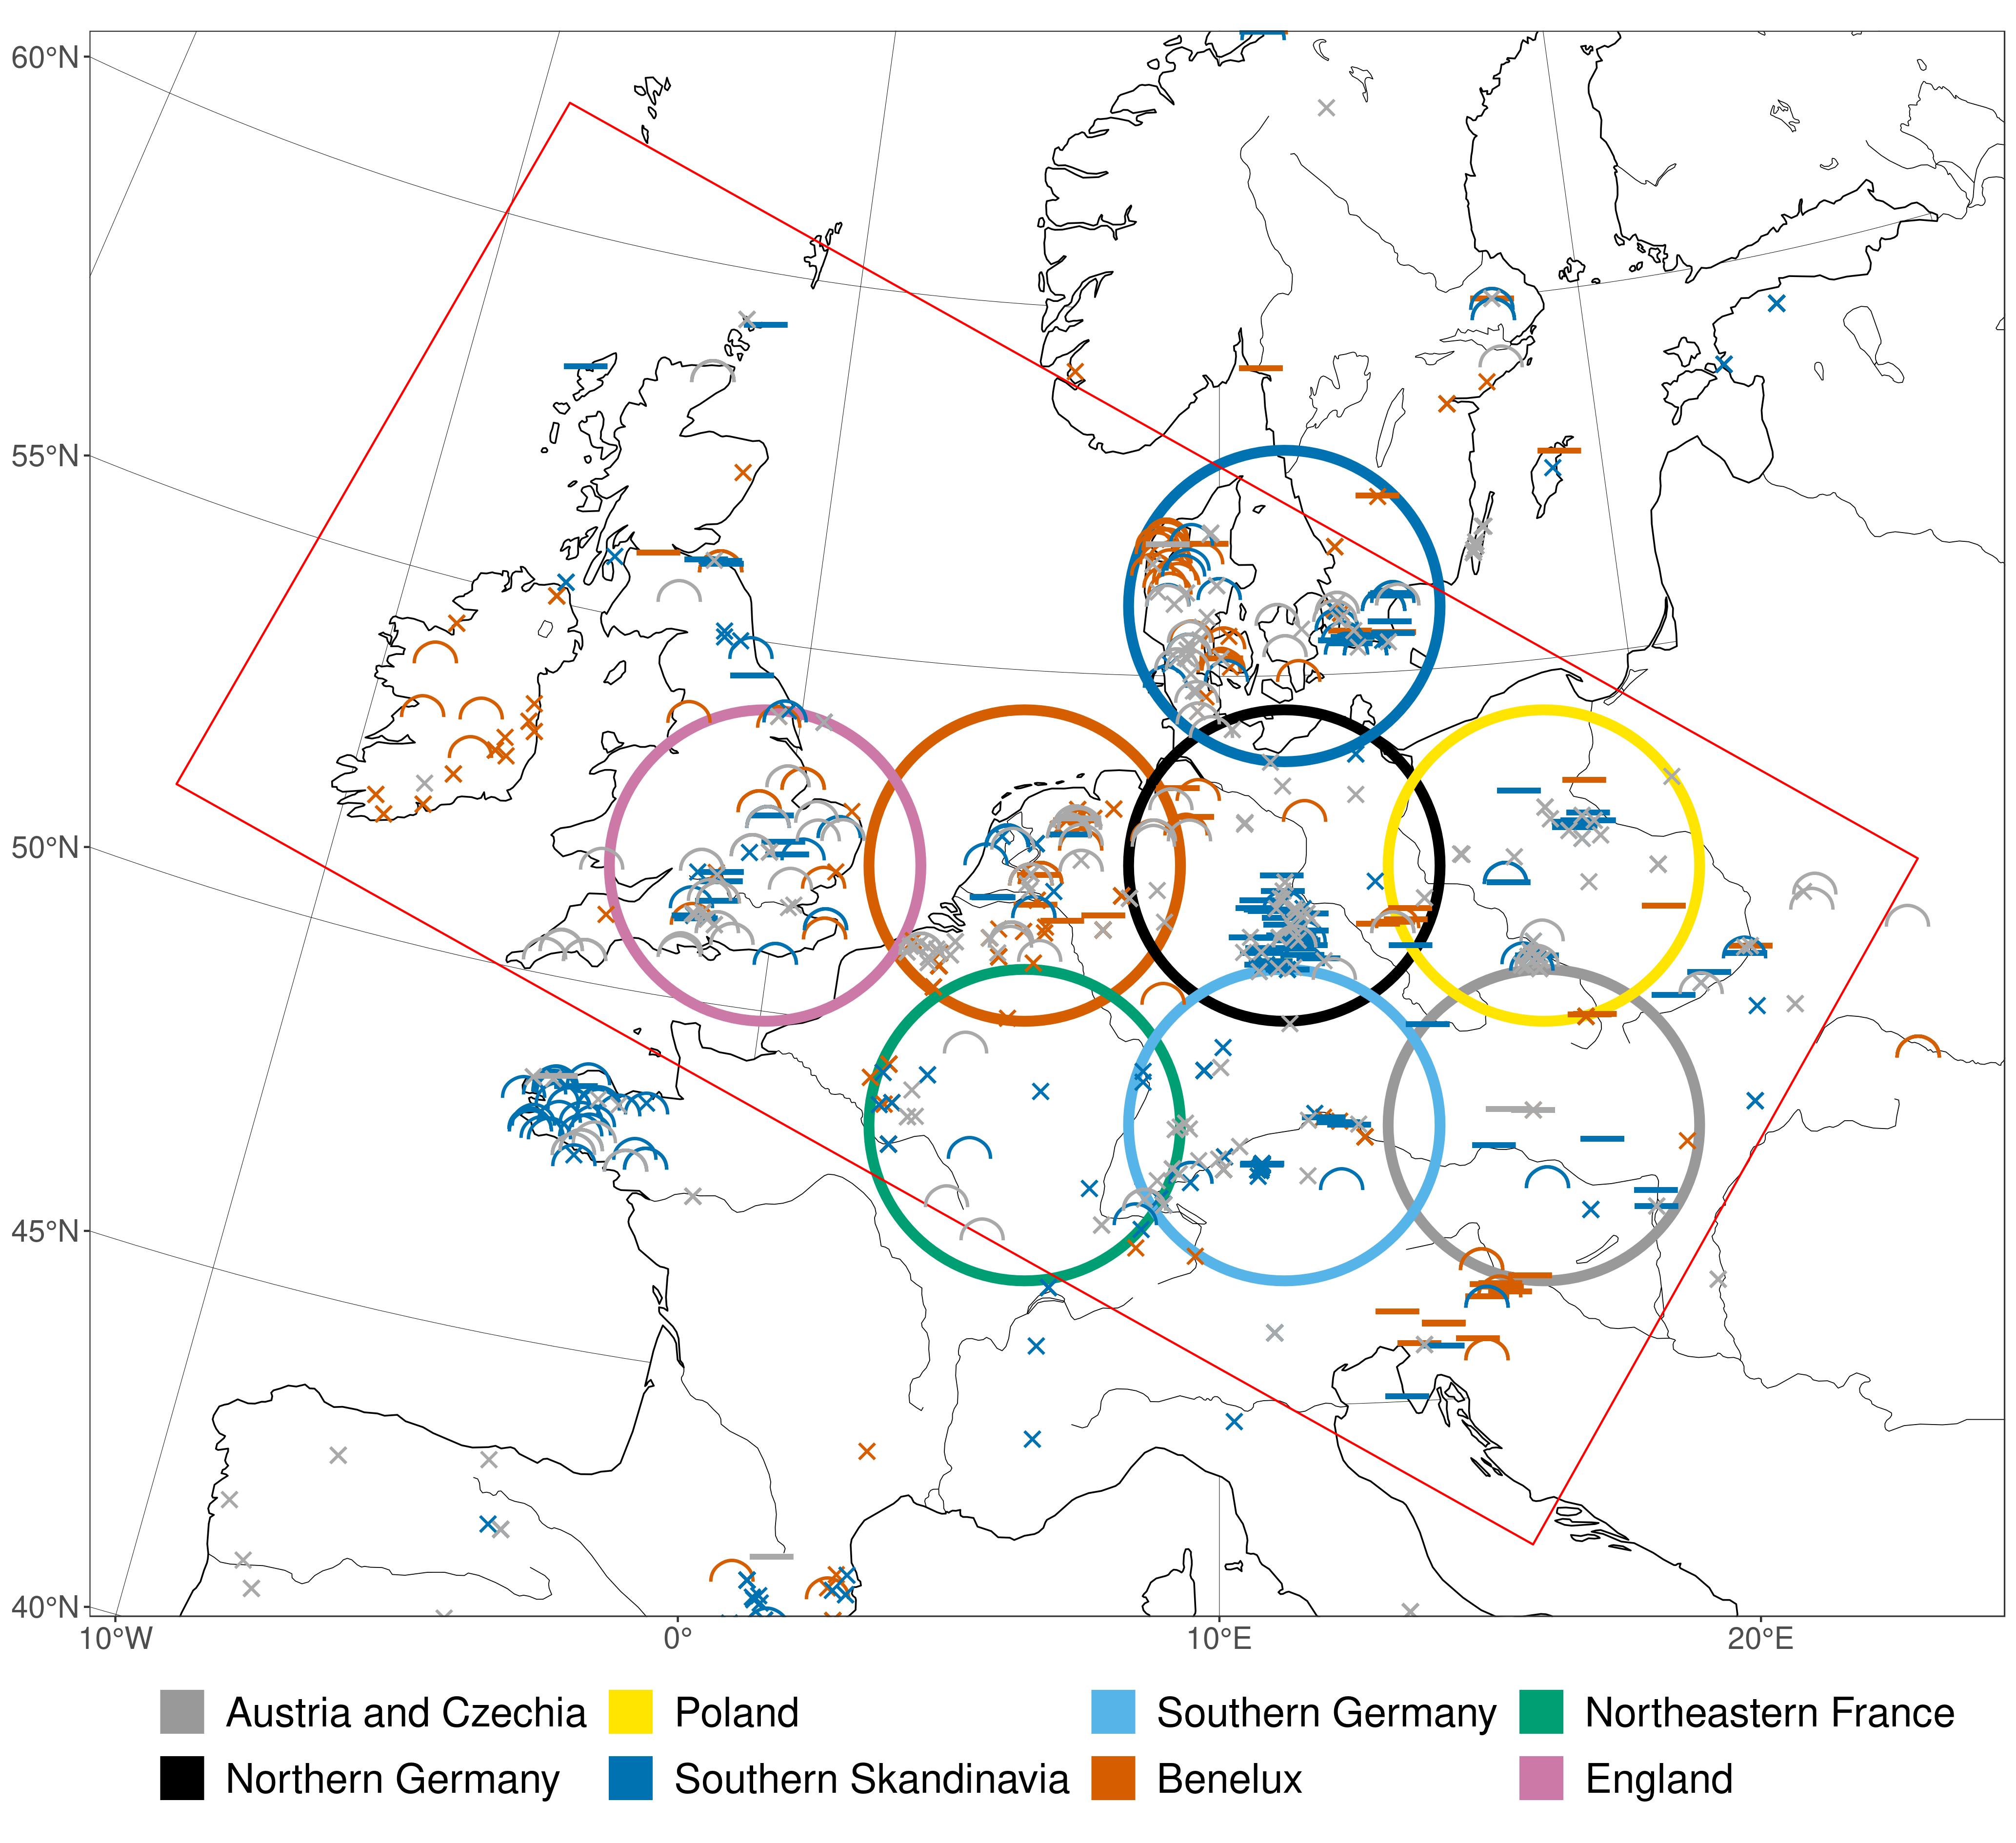 60°N
55°N
50°N
45°N
40°N
10°W 0° 10°E 20°E
Austria and Czechia Poland Southern Germany Northeastern France
Northern Germany Southern Skandinavia Benelux England